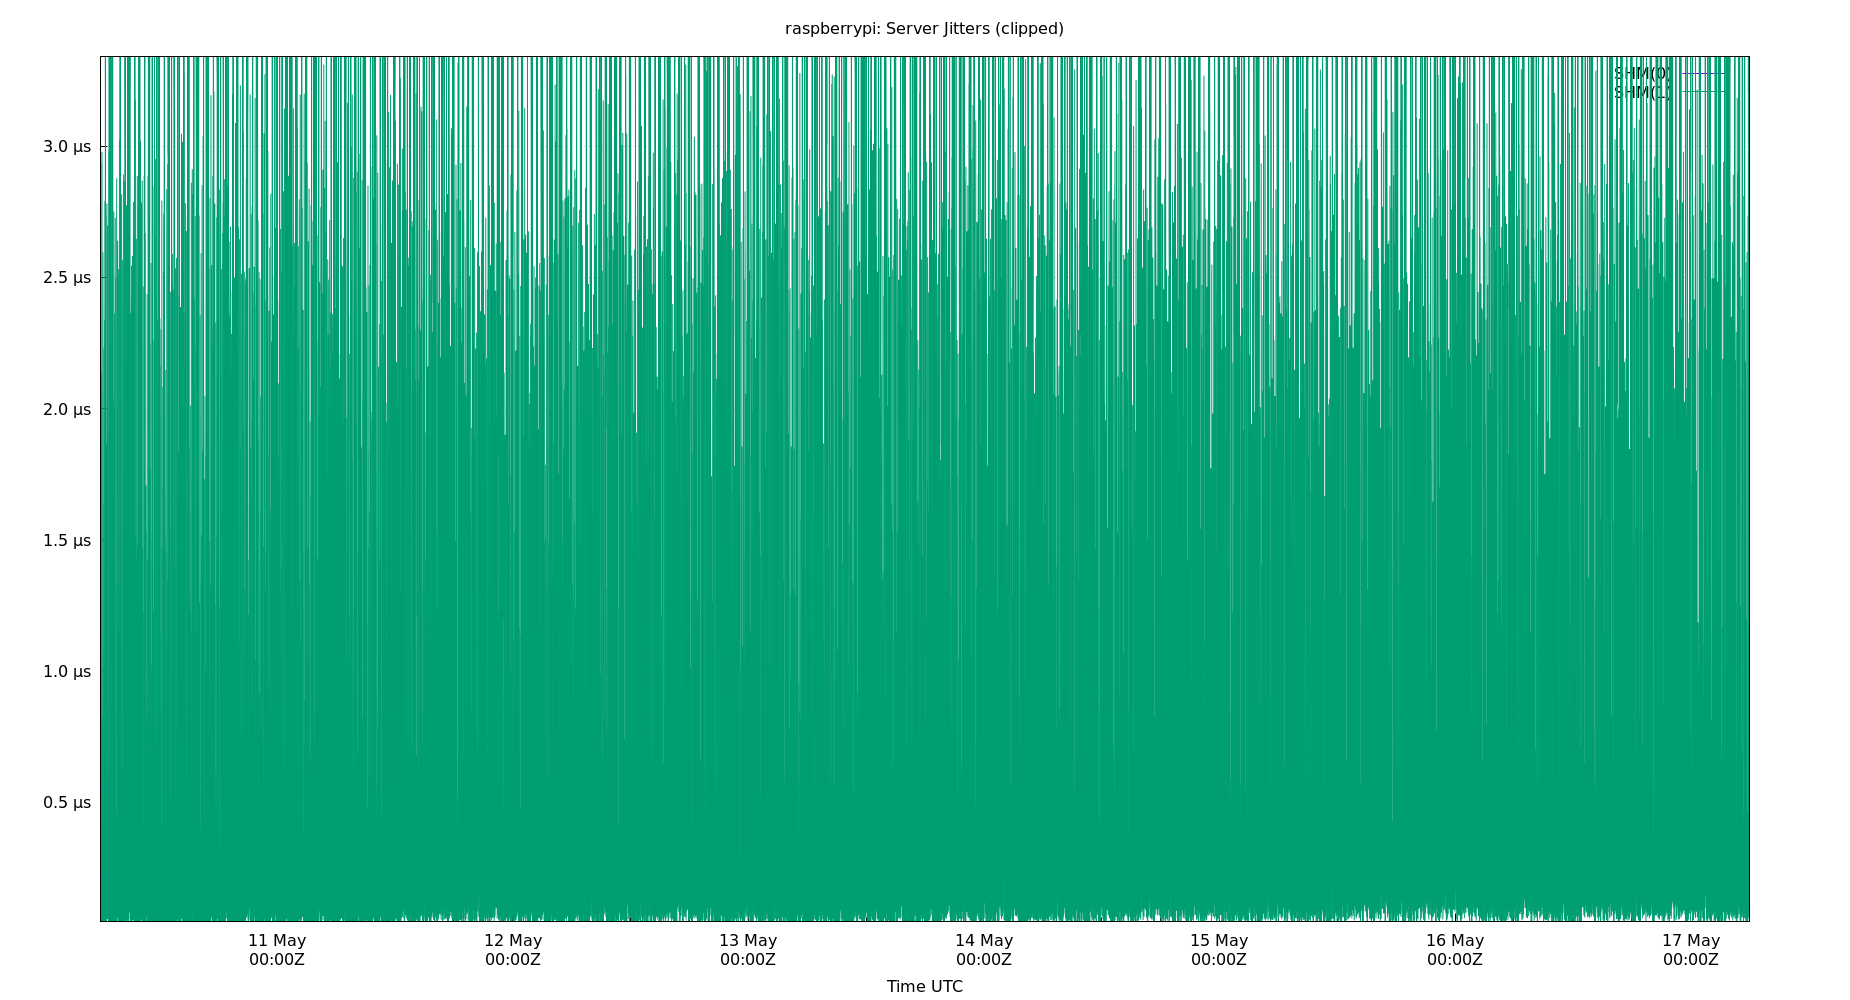 raspberrypi: Server Jitters (clipped)
SHM(0)
SHM(1)
3.0 μs
2.5 μs
2.0 μs
1.5 μs
1.0 μs
0.5 μs
11 May 12 May 13 May 14 May 15 May 16 May 17 May
00:00Z 00:00Z 00:00Z 00:00Z 00:00Z 00:00Z 00:00Z
Time UTC